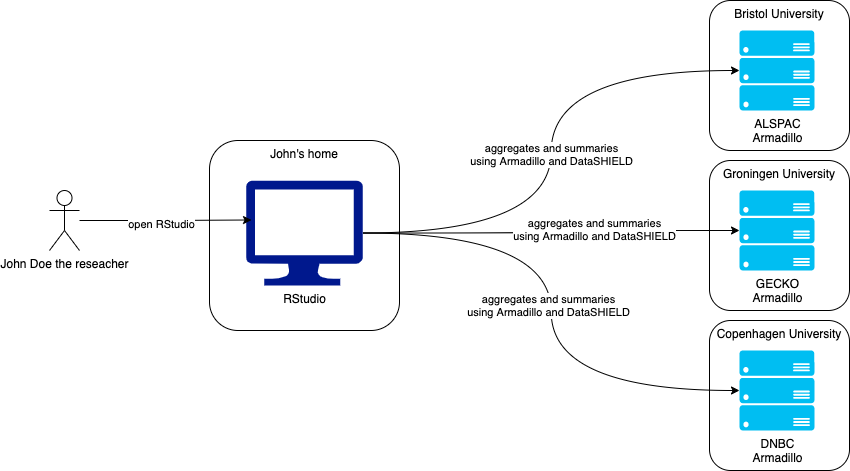 Bristol University
ALSPAC
Armadillo
aggregates and summaries
using Armadillo and DataSHIELD
John's home
Groningen University
open RStudio
aggregates and summaries
using Armadillo and DataSHIELD
John Doe the reseacher
RStudio
GECKO
Armadillo
aggregates and summaries
using Armadillo and DataSHIELD
Copenhagen University
DNBC
Armadillo